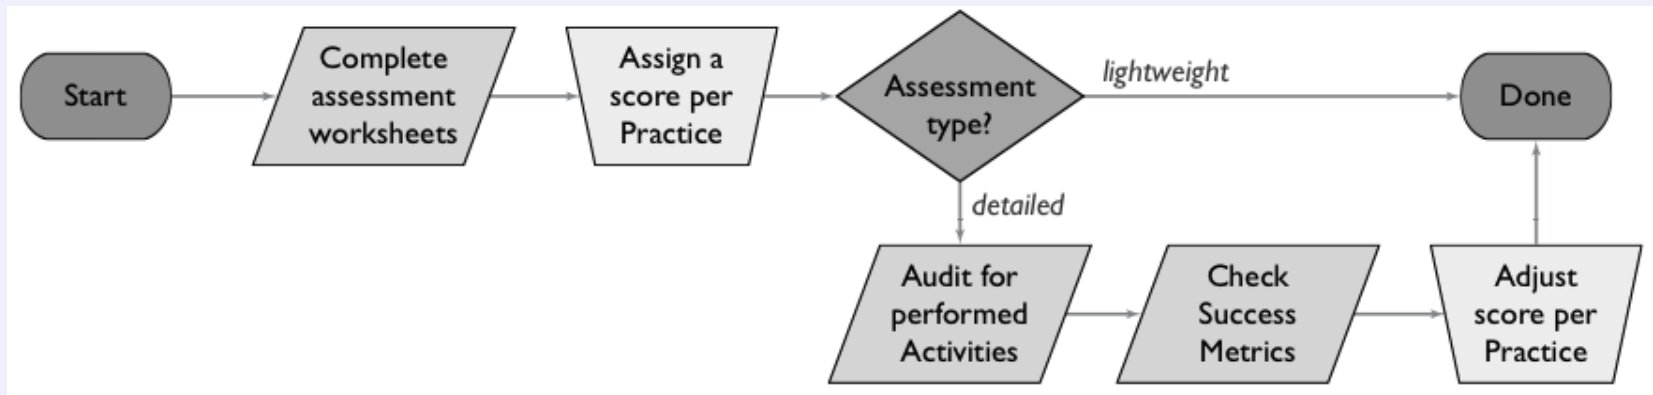 Start
Complete
assessment
worksheets
Assign a
score per
Practice
Assessment
type?
lightweight
Done
detailed
Audit for
performed
Activities
Check
Success
Metrics
Adjust
score per
Practice